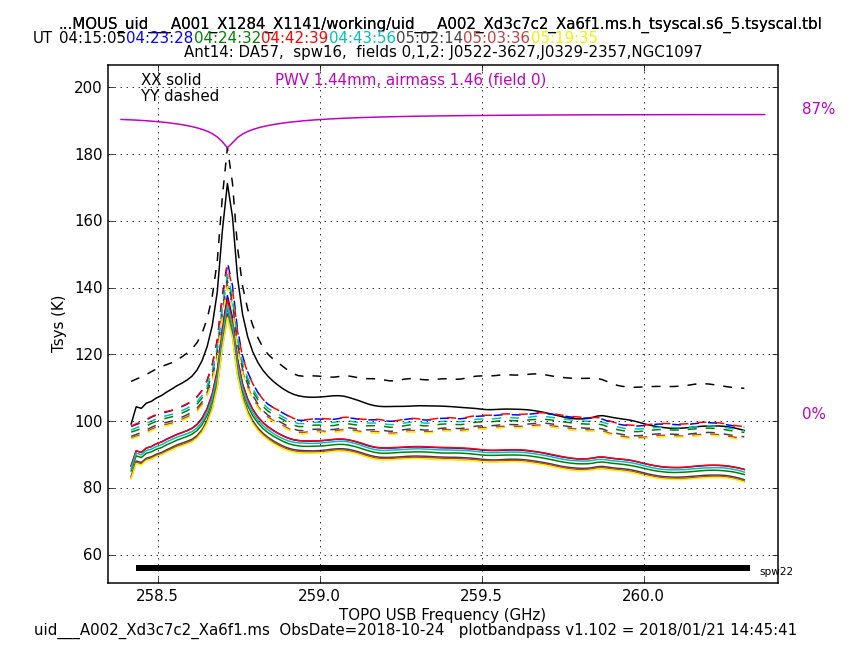 ...MOUS_uid___A001_X1284_X1141/working/uid___A002_Xd3c7c2_Xa6f1.ms.h_tsyscal.s6_5.tsyscal.tbl
UT 04:15:05 04:23:28 04:24:32 04:42:39 04:43:56 05:02:14 05:03:36 05:19:35
Ant14: DA57,  spw16,  fields 0,1,2: J0522-3627,J0329-2357,NGC1097
XX solid
YY dashed
PWV 1.44mm, airmass 1.46 (field 0)
87%
0%
200
180
160
140
120
100
80
60
Tsys (K)
spw22
258.5 259.0 259.5 260.0
TOPO USB Frequency (GHz)
uid___A002_Xd3c7c2_Xa6f1.ms  ObsDate=2018-10-24  plotbandpass v1.102 = 2018/01/21 14:45:41